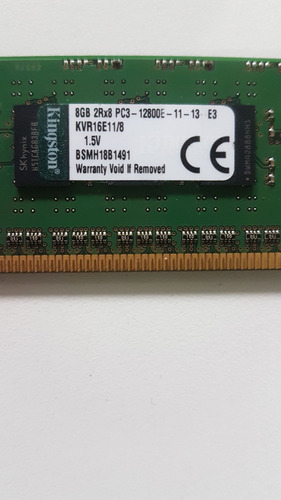 Kingston
8GB 2Rx8 PC3-12800E-11-13 E3
KVR16E11/8
1.5V
BSMH18B1491
Warranty Void If Removed
CE
SKhynix